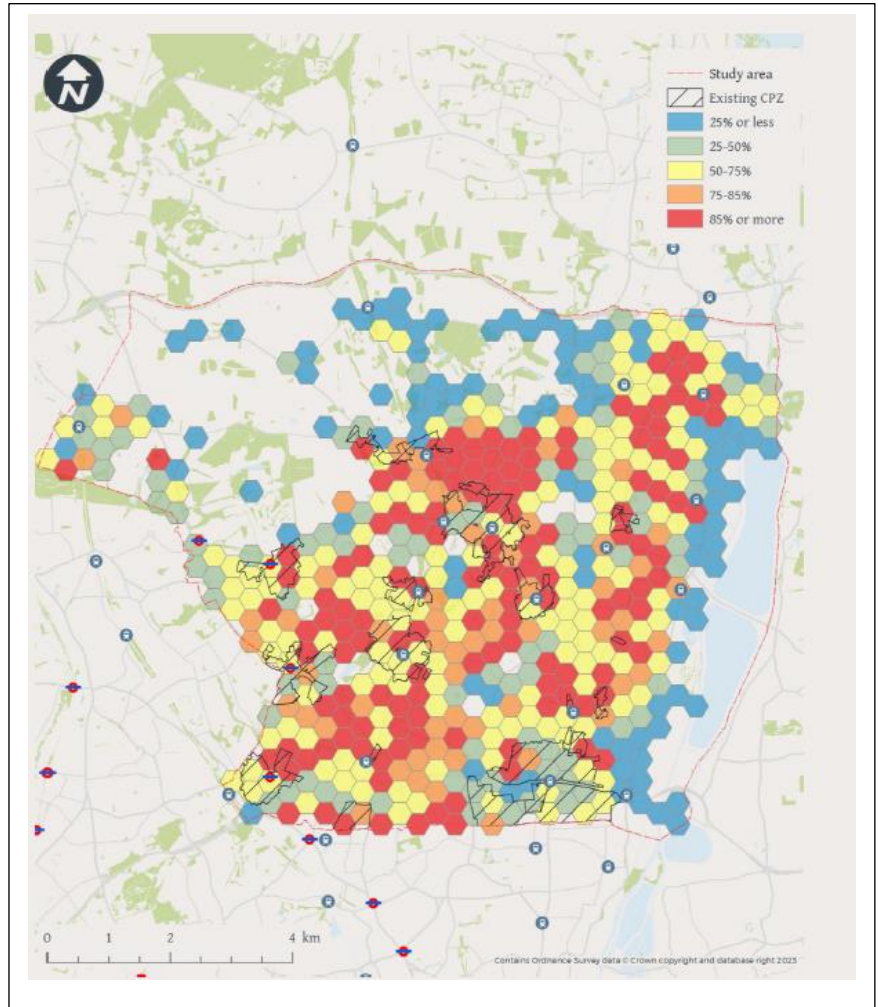 N
Study area
Existing CPZ
25% or less
25-50%
50-75%
75-85%
85% or more
0 1 2 4 km
Contains Ordnance Survey data © Crown copyright and database right 2023